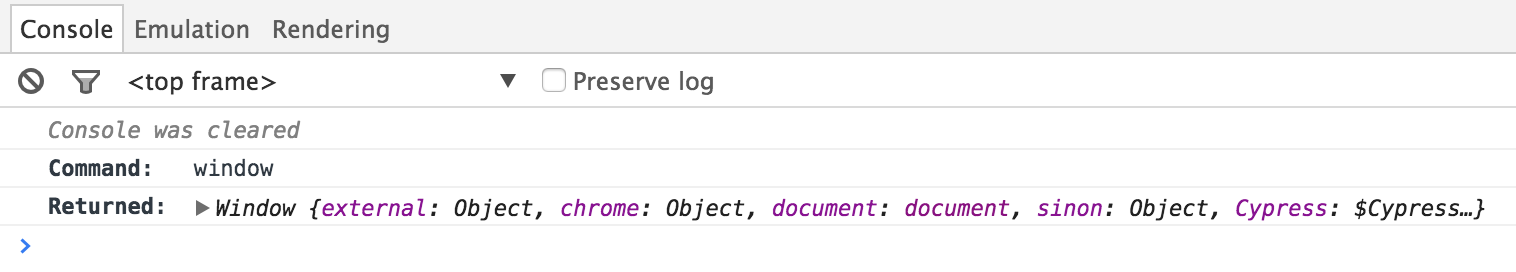 Console Emulation Rendering
<top frame> ▼ Preserve log
Console was cleared
Command: window
Returned: ▶Window {external: Object, chrome: Object, document: document, sinon: Object, Cypress: $Cypress…}
>